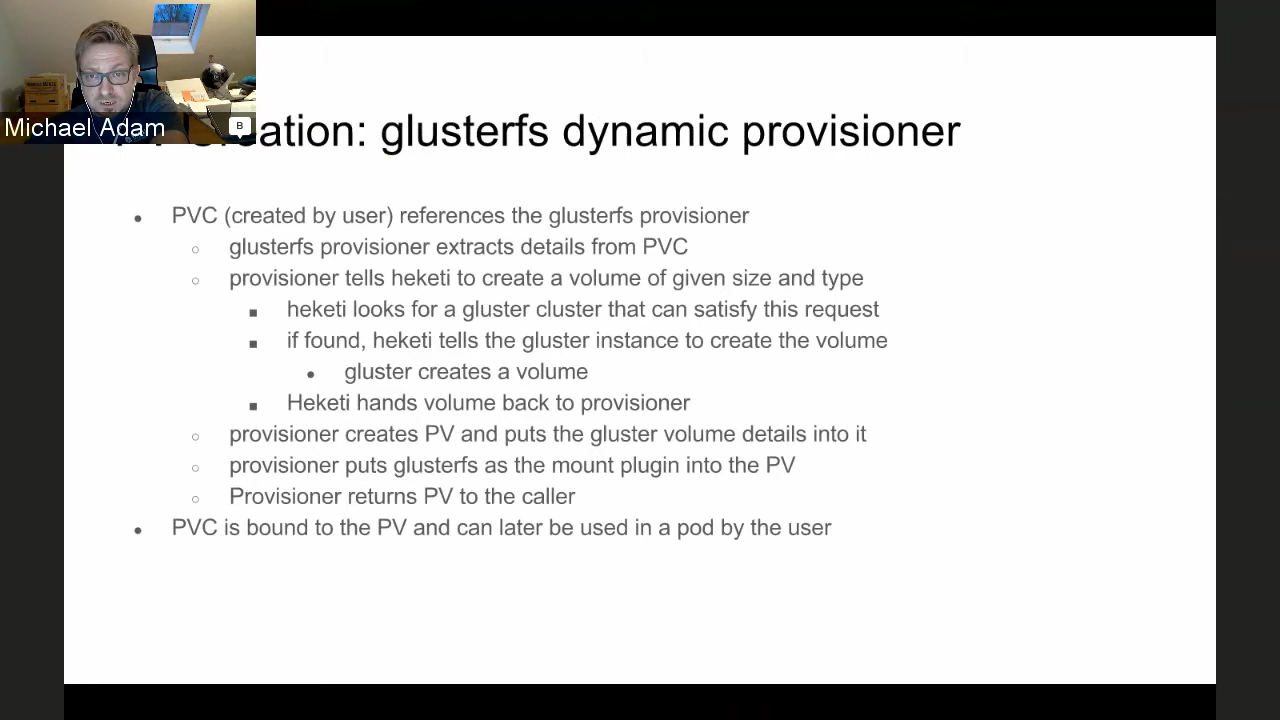 Michael Adam
B
glusterfs dynamic provisioner
● PVC (created by user) references the glusterfs provisioner
○ glusterfs provisioner extracts details from PVC
○ provisioner tells heketi to create a volume of given size and type
■ heketi looks for a gluster cluster that can satisfy this request
■ if found, heketi tells the gluster instance to create the volume
● gluster creates a volume
■ Heketi hands volume back to provisioner
○ provisioner creates PV and puts the gluster volume details into it
○ provisioner puts glusterfs as the mount plugin into the PV
○ Provisioner returns PV to the caller
● PVC is bound to the PV and can later be used in a pod by the user